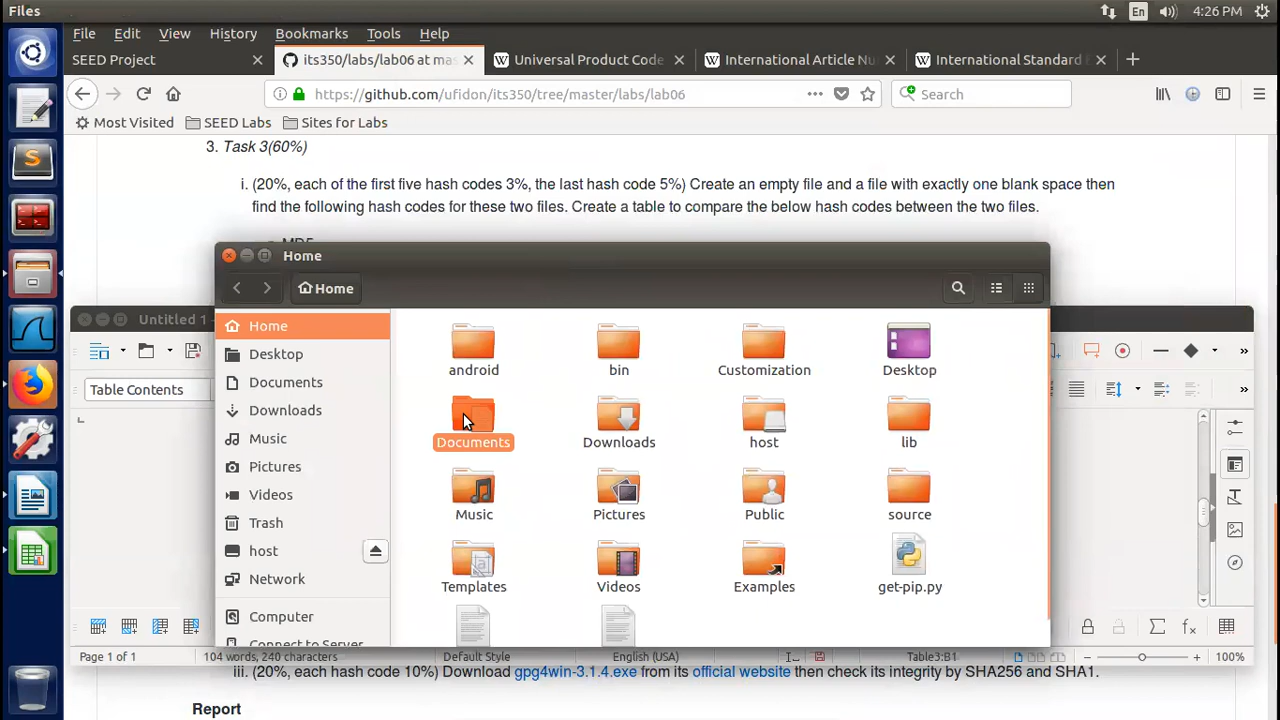 Files
En
4:26 PM
File Edit View History Bookmarks Tools Help
SEED Project
its350/labs/lab06 at mas
Universal Product Code
International Article Nu
International Standard
https://github.com/ufidon/its350/tree/master/labs/lab06
Search
Most Visited
SEED Labs
Sites for Labs
3. Task 3(60%)
i. (20%, each of the first five hash codes 3%, the last hash code 5%) Create an empty file and a file with exactly one blank space then
find the following hash codes for these two files. Create a table to compare the below hash codes between the two files.
MD5
Home
Home
Untitled 1
Table Contents
Home
Desktop
Documents
Downloads
Music
Pictures
Videos
Trash
host
Network
Computer
Connect to Server
android
bin
Customization
Desktop
Documents
Downloads
host
lib
Music
Pictures
Public
source
Templates
Videos
Examples
get-pip.py
Page 1 of 1
104 words, 240 characters
Default Style
English (USA)
Table3:B1
100%
iii. (20%, each hash code 10%) Download gpg4win-3.1.4.exe from its official website then check its integrity by SHA256 and SHA1.
Report